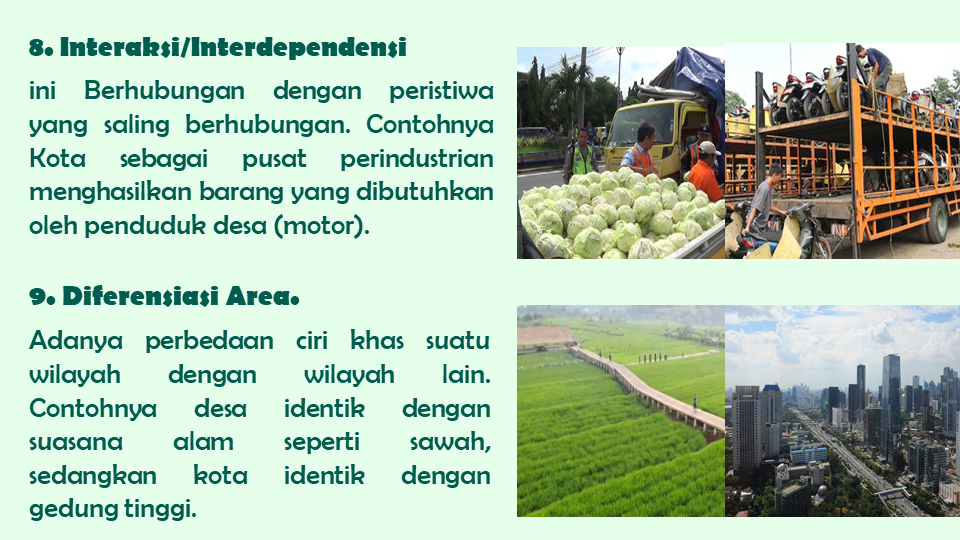 8. Interaksi/Interdependensi
ini Berhubungan dengan peristiwa
yang saling berhubungan. Contohnya
Kota sebagai pusat perindustrian
menghasilkan barang yang dibutuhkan
oleh penduduk desa (motor).
9. Diferensiasi Area.
Adanya perbedaan ciri khas suatu
wilayah dengan wilayah lain.
Contohnya desa identik dengan
suasana alam seperti sawah,
sedangkan kota identik dengan
gedung tinggi.